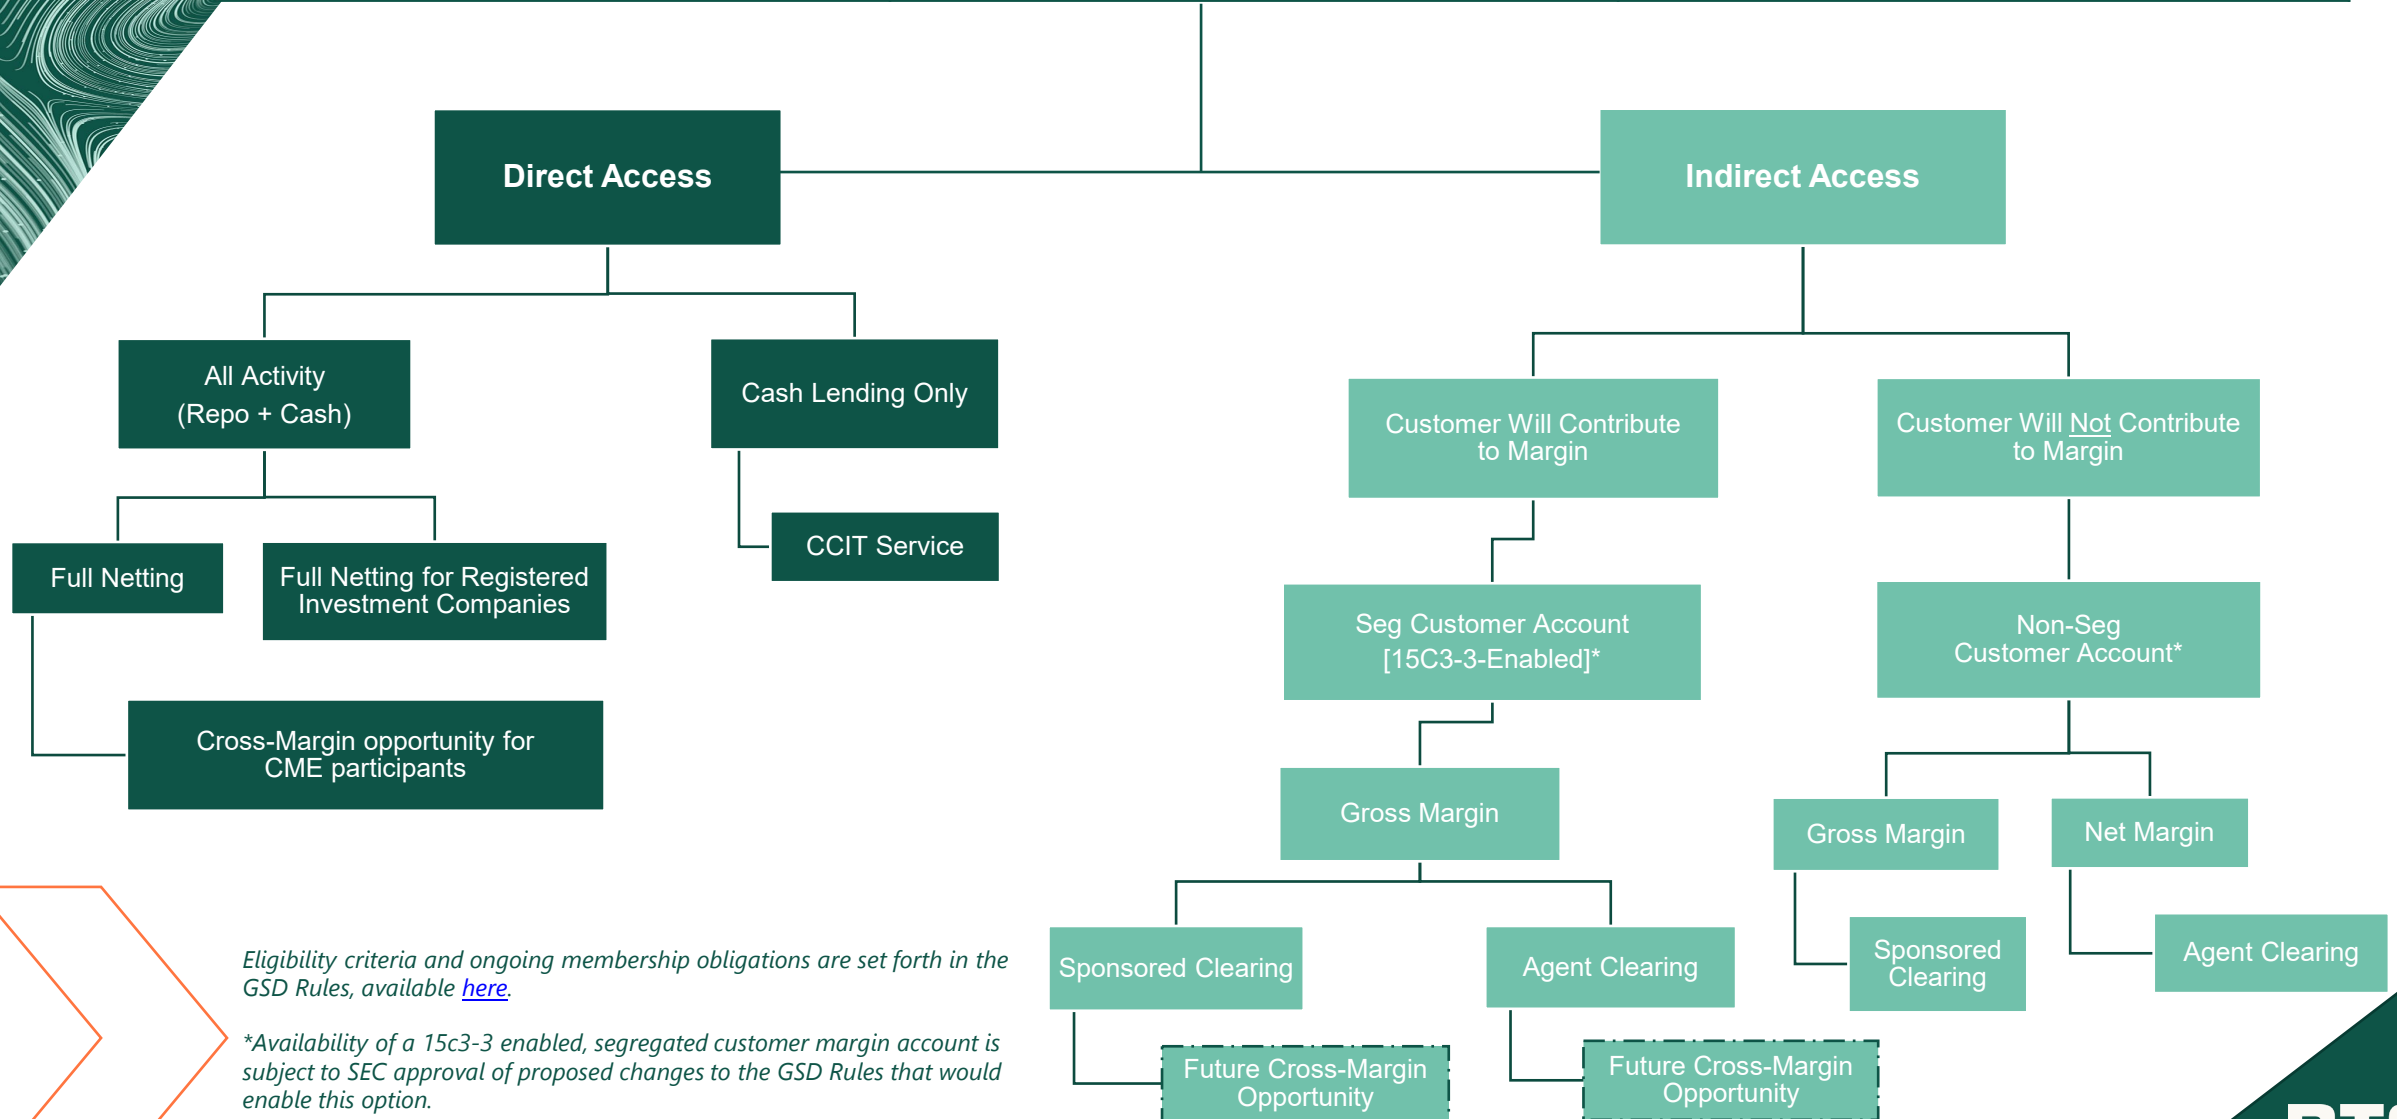 Direct Access
Indirect Access
All Activity
(Repo + Cash)
Cash Lending Only
Customer Will Contribute
to Margin
Customer Will Not Contribute
to Margin
CCIT Service
Full Netting
Full Netting for Registered
Investment Companies
Seg Customer Account
[15C3-3-Enabled]*
Non-Seg
Customer Account*
Cross-Margin opportunity for
CME participants
Gross Margin
Gross Margin
Net Margin
Sponsored Clearing
Agent Clearing
Sponsored
Clearing
Agent Clearing
Future Cross-Margin
Opportunity
Future Cross-Margin
Opportunity
Eligibility criteria and ongoing membership obligations are set forth in the
GSD Rules, available here.
*Availability of a 15c3-3 enabled, segregated customer margin account is
subject to SEC approval of proposed changes to the GSD Rules that would
enable this option.